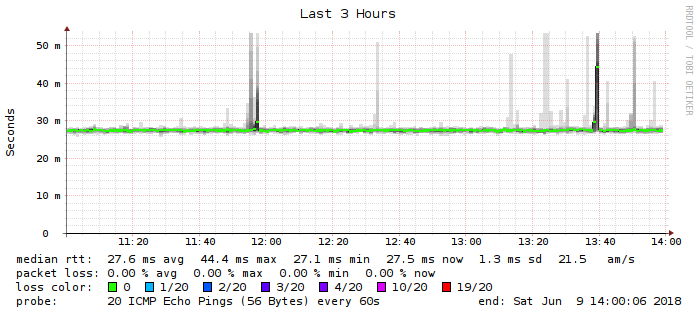 Last 3 Hours
RRDTOOL / TOBI OETIKER
Seconds
50 m
40 m
30 m
20 m
10 m
0
11:20 11:40 12:00 12:20 12:40 13:00 13:20 13:40 14:00
median rtt: 27.6 ms avg 44.4 ms max 27.1 ms min 27.5 ms now 1.3 ms sd 21.5 am/s
packet loss: 0.00 % avg 0.00 % max 0.00 % min 0.00 % now
loss color: 0 1/20 2/20 3/20 4/20 10/20 19/20
probe: 20 ICMP Echo Pings (56 Bytes) every 60s end: Sat Jun 9 14:00:06 2018